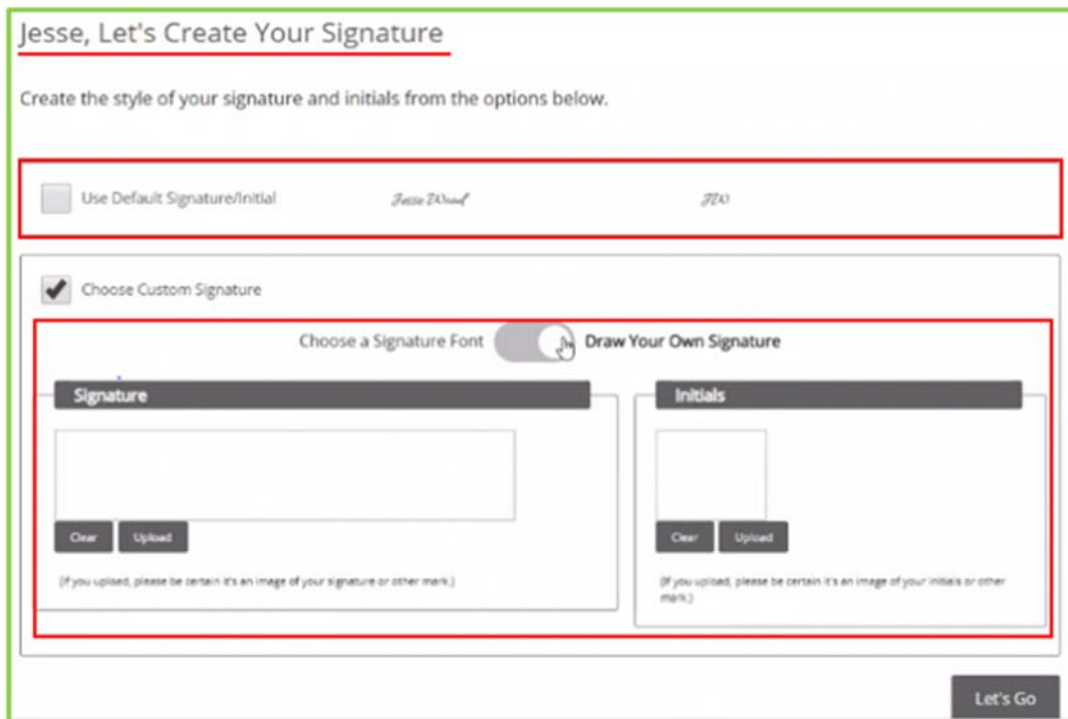 Jesse, Let's Create Your Signature
Create the style of your signature and initials from the options below.
Use Default Signature/Initial Jesse Wood JDW
Choose Custom Signature
Choose a Signature Font Draw Your Own Signature
Signature
Clear Upload
(If you upload, please be certain it's an image of your signature or other mark.)
Initials
Clear Upload
(If you upload, please be certain it's an image of your initials or other
mark.)
Let's Go